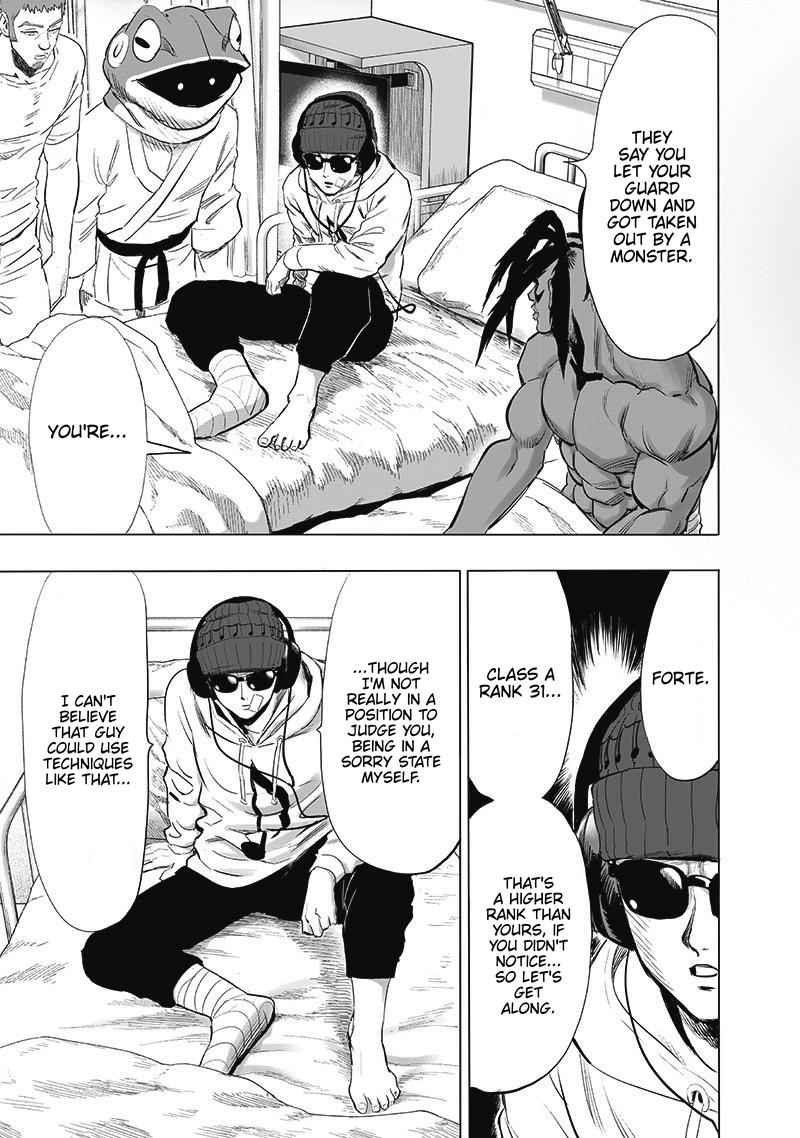 THEY
SAY YOU
LET YOUR
GUARD
DOWN AND
GOT TAKEN
OUT BY A
MONSTER.
YOU'RE...
FORTE.
CLASS A
RANK 31...
THAT'S
A HIGHER
RANK THAN
YOURS, IF
YOU DIDN'T
NOTICE...
SO LET'S
GET
ALONG.
...THOUGH
I'M NOT
REALLY IN A
POSITION TO
JUDGE YOU,
BEING IN A
SORRY STATE
MYSELF.
I CAN'T
BELIEVE
THAT GUY
COULD USE
TECHNIQUES
LIKE THAT...